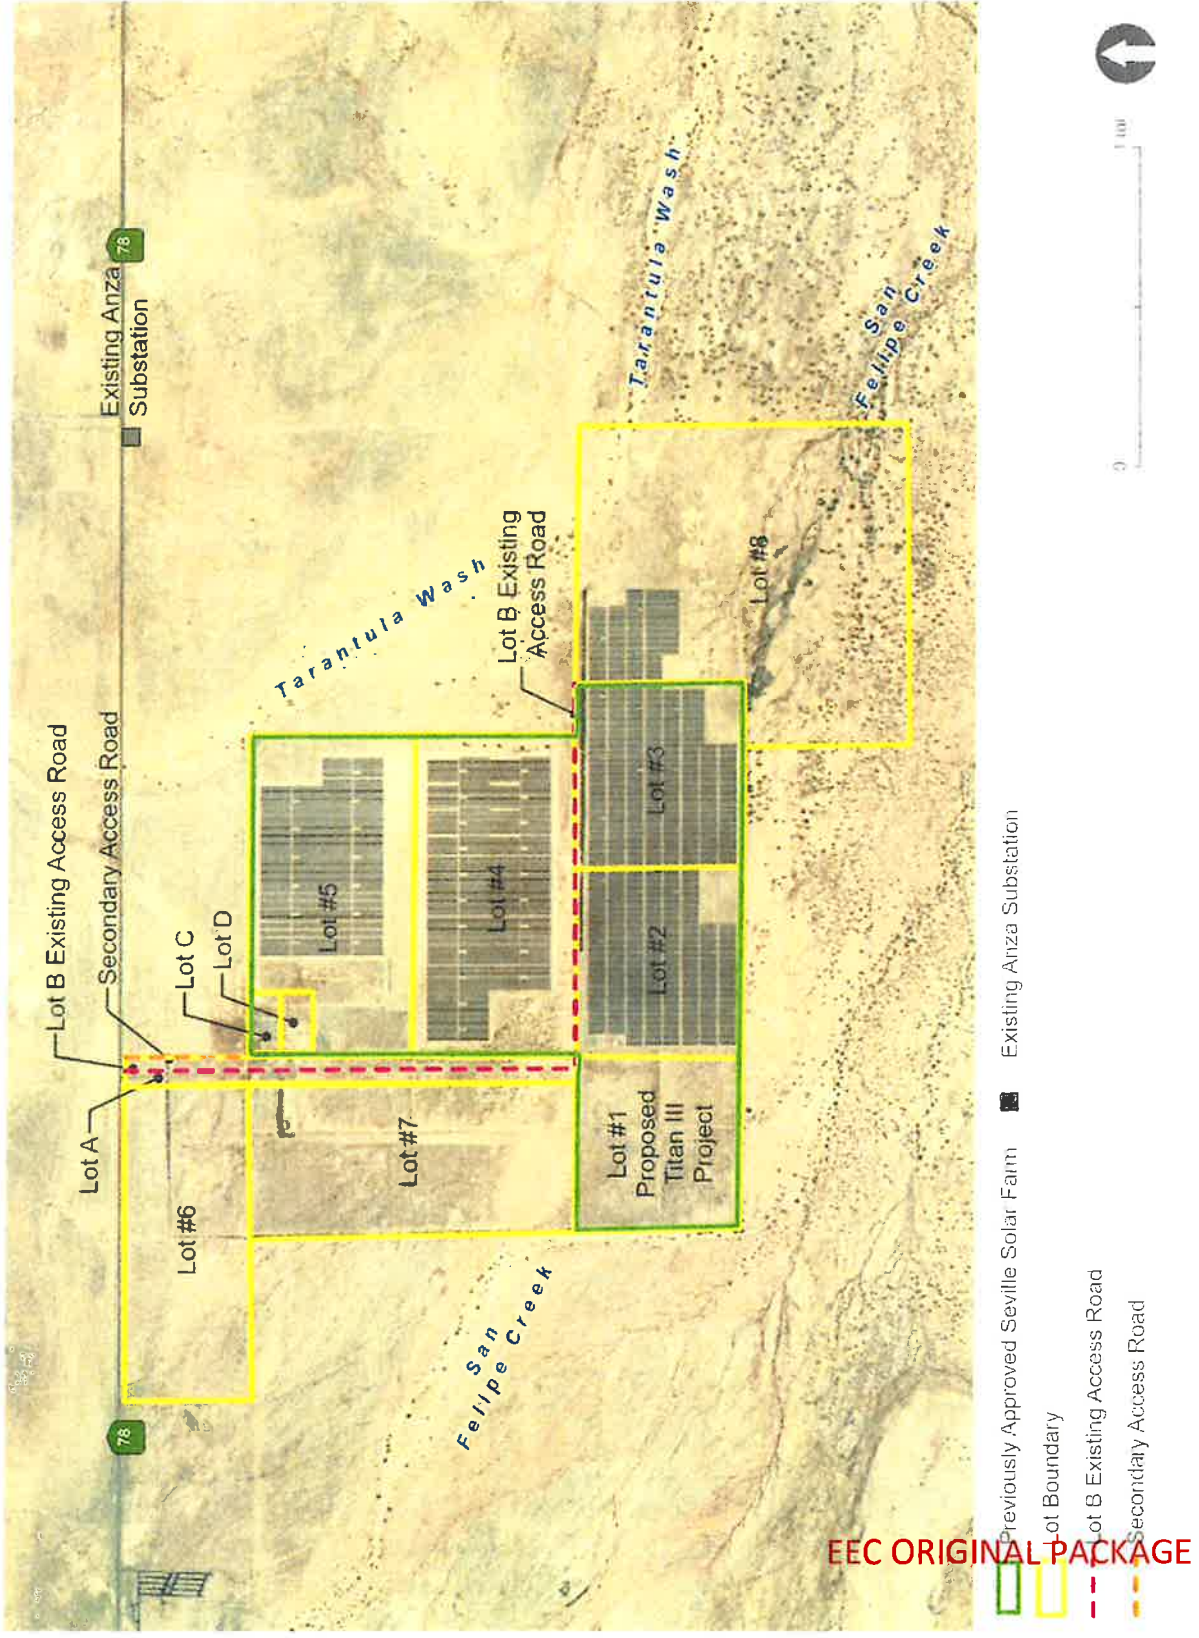 78
Existing Anza
Substation
78
Lot B Existing Access Road
Secondary Access Road
Lot A
Lot C
Lot D
Lot #6
Lot #7
Lot #5
Lot #4
Tarantula Wash
Lot B Existing
Access Road
Lot #1
Proposed
Titan III
Project
Lot #2
Lot #3
Lot #8
Tarantula Wash
San
Felipe Creek
San
Felipe Creek
Previously Approved Seville Solar Farm
Existing Anza Substation
Lot Boundary
Lot B Existing Access Road
Secondary Access Road
0
EEC ORIGINAL PACKAGE